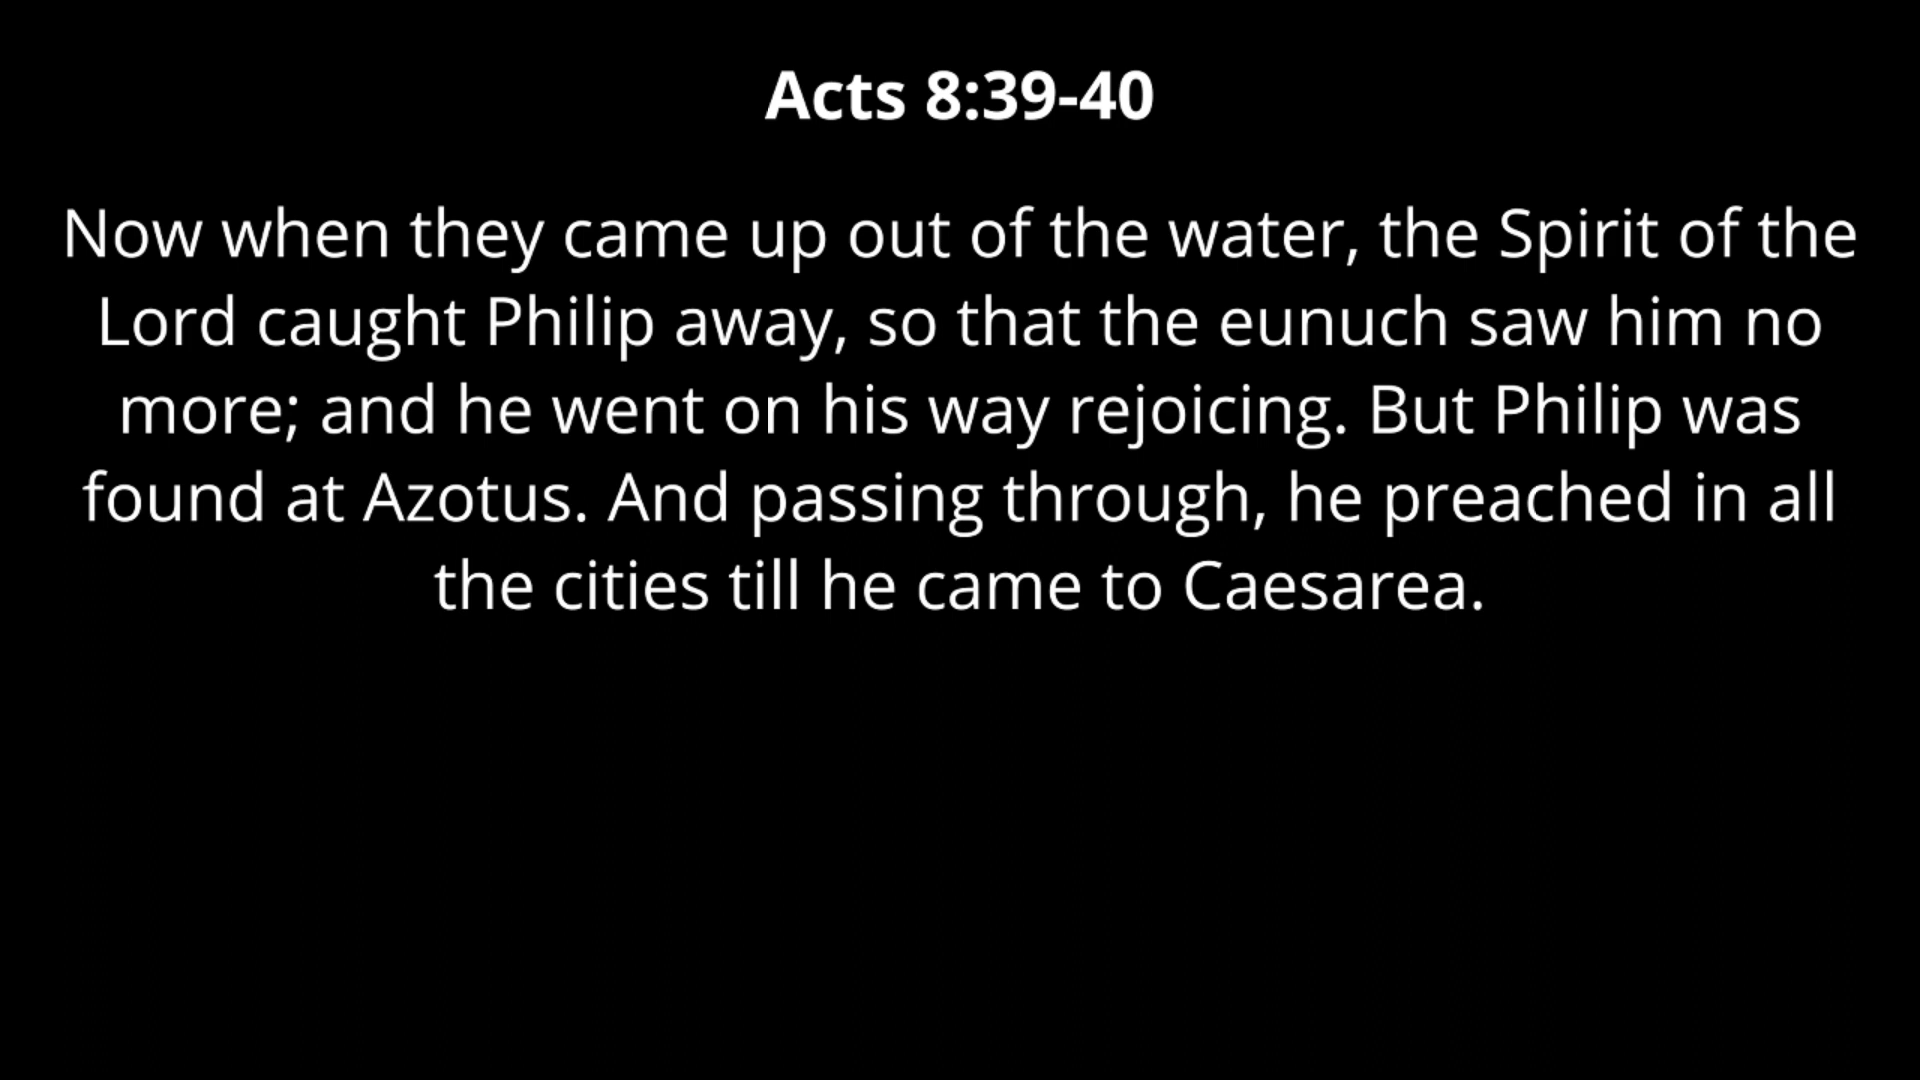 Acts 8:39-40
Now when they came up out of the water, the Spirit of the
Lord caught Philip away, so that the eunuch saw him no
more; and he went on his way rejoicing. But Philip was
found at Azotus. And passing through, he preached in all
the cities till he came to Caesarea.